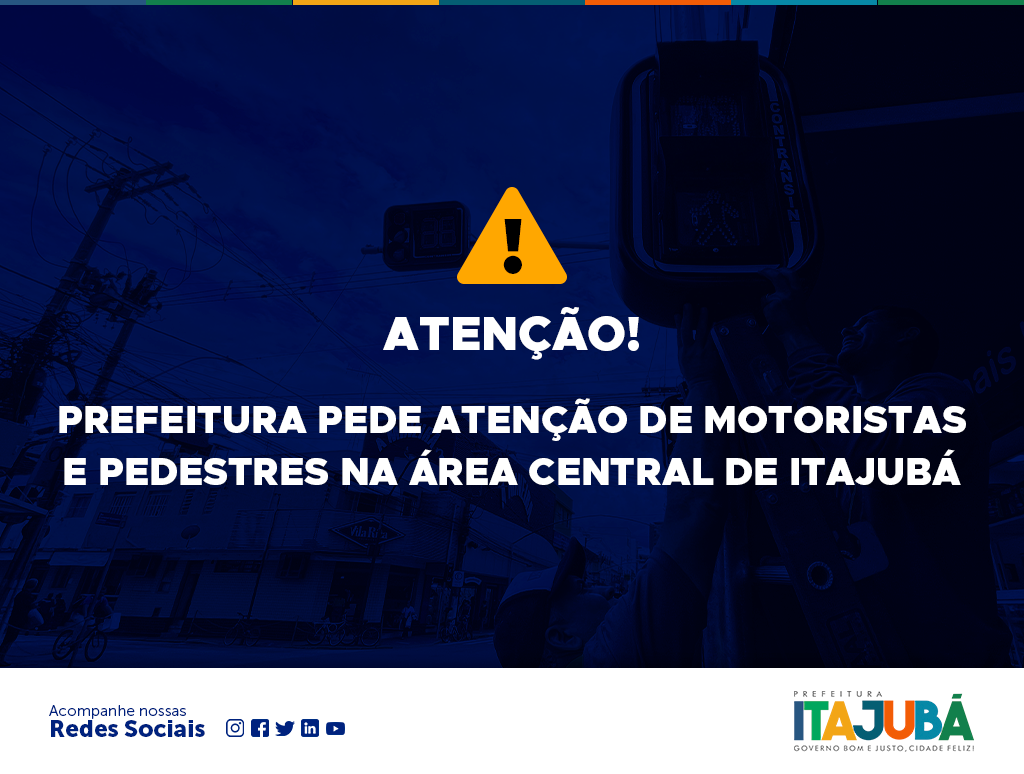 CONTRANSIN
ATENÇÃO!
PREFEITURA PEDE ATENÇÃO DE MOTORISTAS
E PEDESTRES NA ÁREA CENTRAL DE ITAJUBÁ
Acompanhe nossas
Redes Sociais
PREFEITURA
ITAJUBÁ
GOVERNO BOM E JUSTO, CIDADE FELIZ!